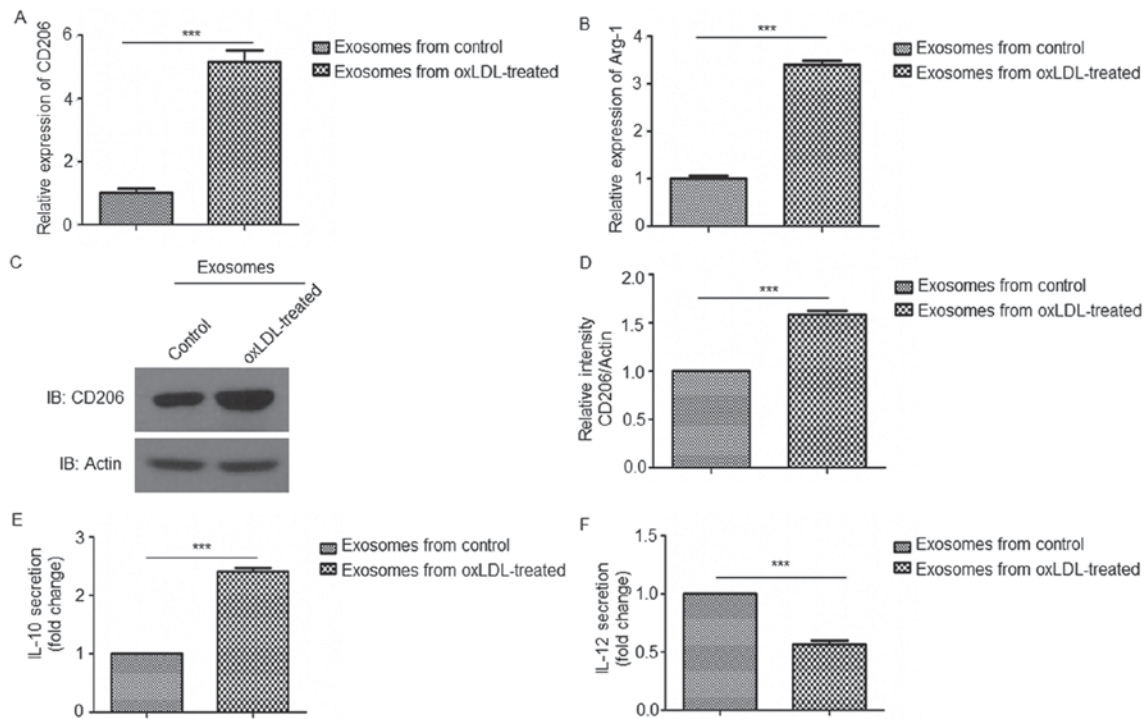 A
Relative expression of CD206
6
4
2
0
***
Exosomes from control
Exosomes from oxLDL-treated
B
Relative expression of Arg-1
4
3
2
1
0
***
Exosomes from control
Exosomes from oxLDL-treated
C
Exosomes
Control
oxLDL-treated
IB: CD206
IB: Actin
D
Relative intensity
CD206/Actin
2.0
1.5
1.0
0.5
0.0
***
Exosomes from control
Exosomes from oxLDL-treated
E
IL-10 secretion
(fold change)
3
2
1
0
***
Exosomes from control
Exosomes from oxLDL-treated
F
IL-12 secretion
(fold change)
1.5
1.0
0.5
0.0
***
Exosomes from control
Exosomes from oxLDL-treated